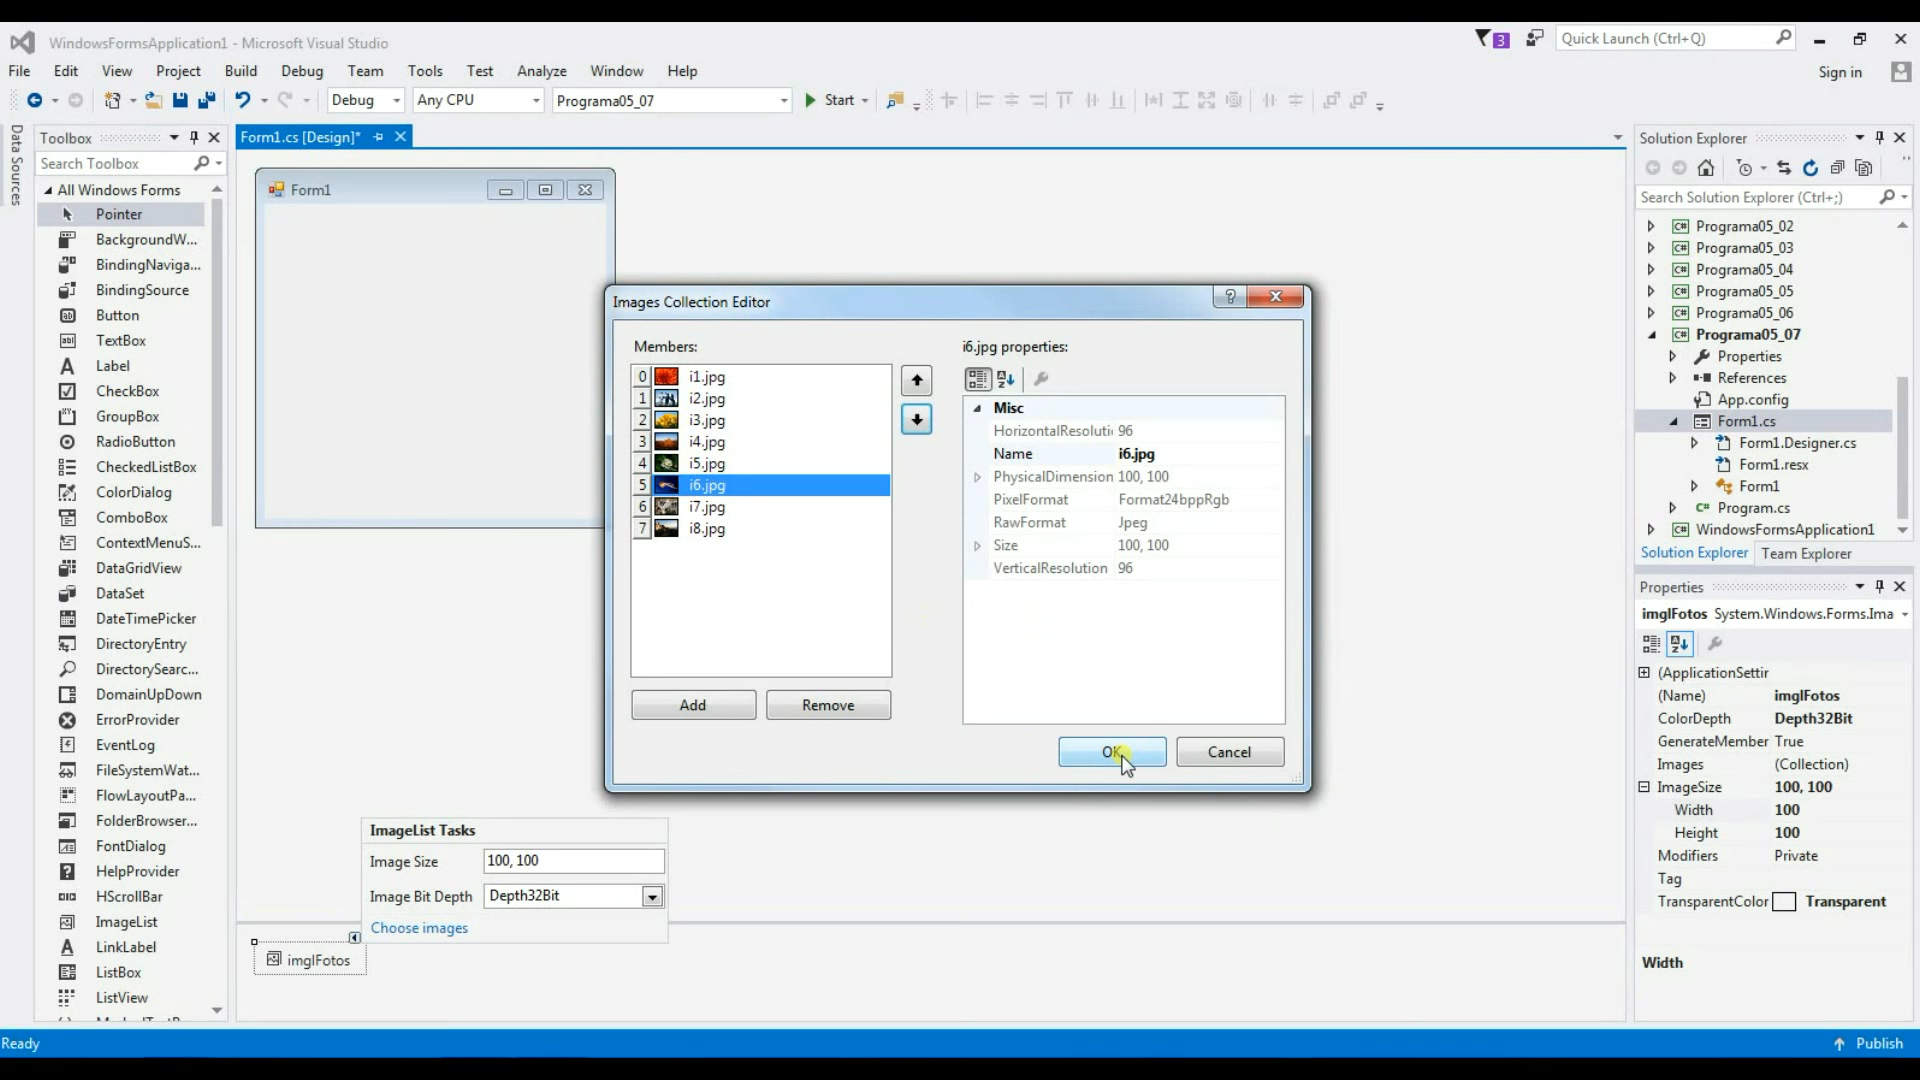 WindowsFormsApplication1 - Microsoft Visual Studio
3
Quick Launch (Ctrl+Q)
File Edit View Project Build Debug Team Tools Test Analyze Window Help
Sign in
Debug Any CPU Programa05_07 Start
Data Sources
Toolbox
Search Toolbox
All Windows Forms
Pointer
BackgroundW...
BindingNaviga...
BindingSource
Button
TextBox
Label
CheckBox
GroupBox
RadioButton
CheckedListBox
ColorDialog
ComboBox
ContextMenuS...
DataGridView
DataSet
DateTimePicker
DirectoryEntry
DirectorySearc...
DomainUpDown
ErrorProvider
EventLog
FileSystemWat...
FlowLayoutPa...
FolderBrowser...
FontDialog
HelpProvider
HScrollBar
ImageList
LinkLabel
ListBox
ListView
Form1.cs [Design]*
Form1
Images Collection Editor
Members:
0 i1.jpg
1 i2.jpg
2 i3.jpg
3 i4.jpg
4 i5.jpg
5 i6.jpg
6 i7.jpg
7 i8.jpg
Add Remove
i6.jpg properties:
Misc
HorizontalResoluti 96
Name i6.jpg
PhysicalDimension 100, 100
PixelFormat Format24bppRgb
RawFormat Jpeg
Size 100, 100
VerticalResolution 96
OK Cancel
ImageList Tasks
Image Size 100, 100
Image Bit Depth Depth32Bit
Choose images
imglFotos
Solution Explorer
Search Solution Explorer (Ctrl+;)
C# Programa05_02
C# Programa05_03
C# Programa05_04
C# Programa05_05
C# Programa05_06
C# Programa05_07
Properties
References
App.config
Form1.cs
Form1.Designer.cs
Form1.resx
Form1
C# Program.cs
C# WindowsFormsApplication1
Solution Explorer Team Explorer
Properties
imglFotos System.Windows.Forms.Ima
(ApplicationSettir
(Name) imglFotos
ColorDepth Depth32Bit
GenerateMember True
Images (Collection)
ImageSize 100, 100
Width 100
Height 100
Modifiers Private
Tag
TransparentColor Transparent
Width
Ready
Publish